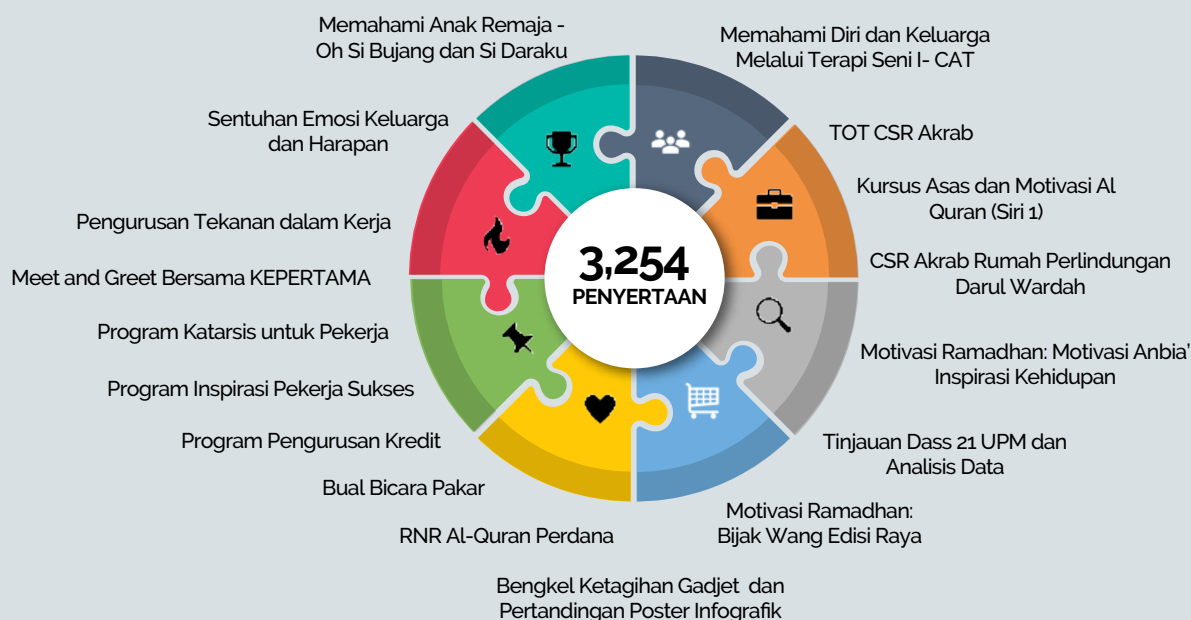 Memahami Anak Remaja -
Oh Si Bujang dan Si Daraku
Memahami Diri dan Keluarga
Melalui Terapi Seni I- CAT
Sentuhan Emosi Keluarga
dan Harapan
TOT CSR Akrab
Kursus Asas dan Motivasi Al
Quran (Siri 1)
Pengurusan Tekanan dalam Kerja
CSR Akrab Rumah Perlindungan
Darul Wardah
Meet and Greet Bersama KEPERTAMA
3,254
PENYERTAAN
Program Katarsis untuk Pekerja
Motivasi Ramadhan: Motivasi Anbia'
Inspirasi Kehidupan
Program Inspirasi Pekerja Sukses
Program Pengurusan Kredit
Tinjauan Dass 21 UPM dan
Analisis Data
Bual Bicara Pakar
Motivasi Ramadhan:
Bijak Wang Edisi Raya
RNR Al-Quran Perdana
Bengkel Ketagihan Gadjet dan
Pertandingan Poster Infografik